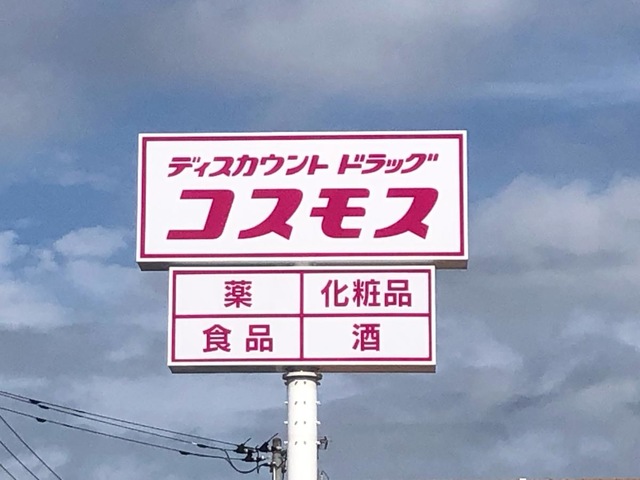 ディスカウント ドラッグ
コスモス
薬 化粧品
食品 酒